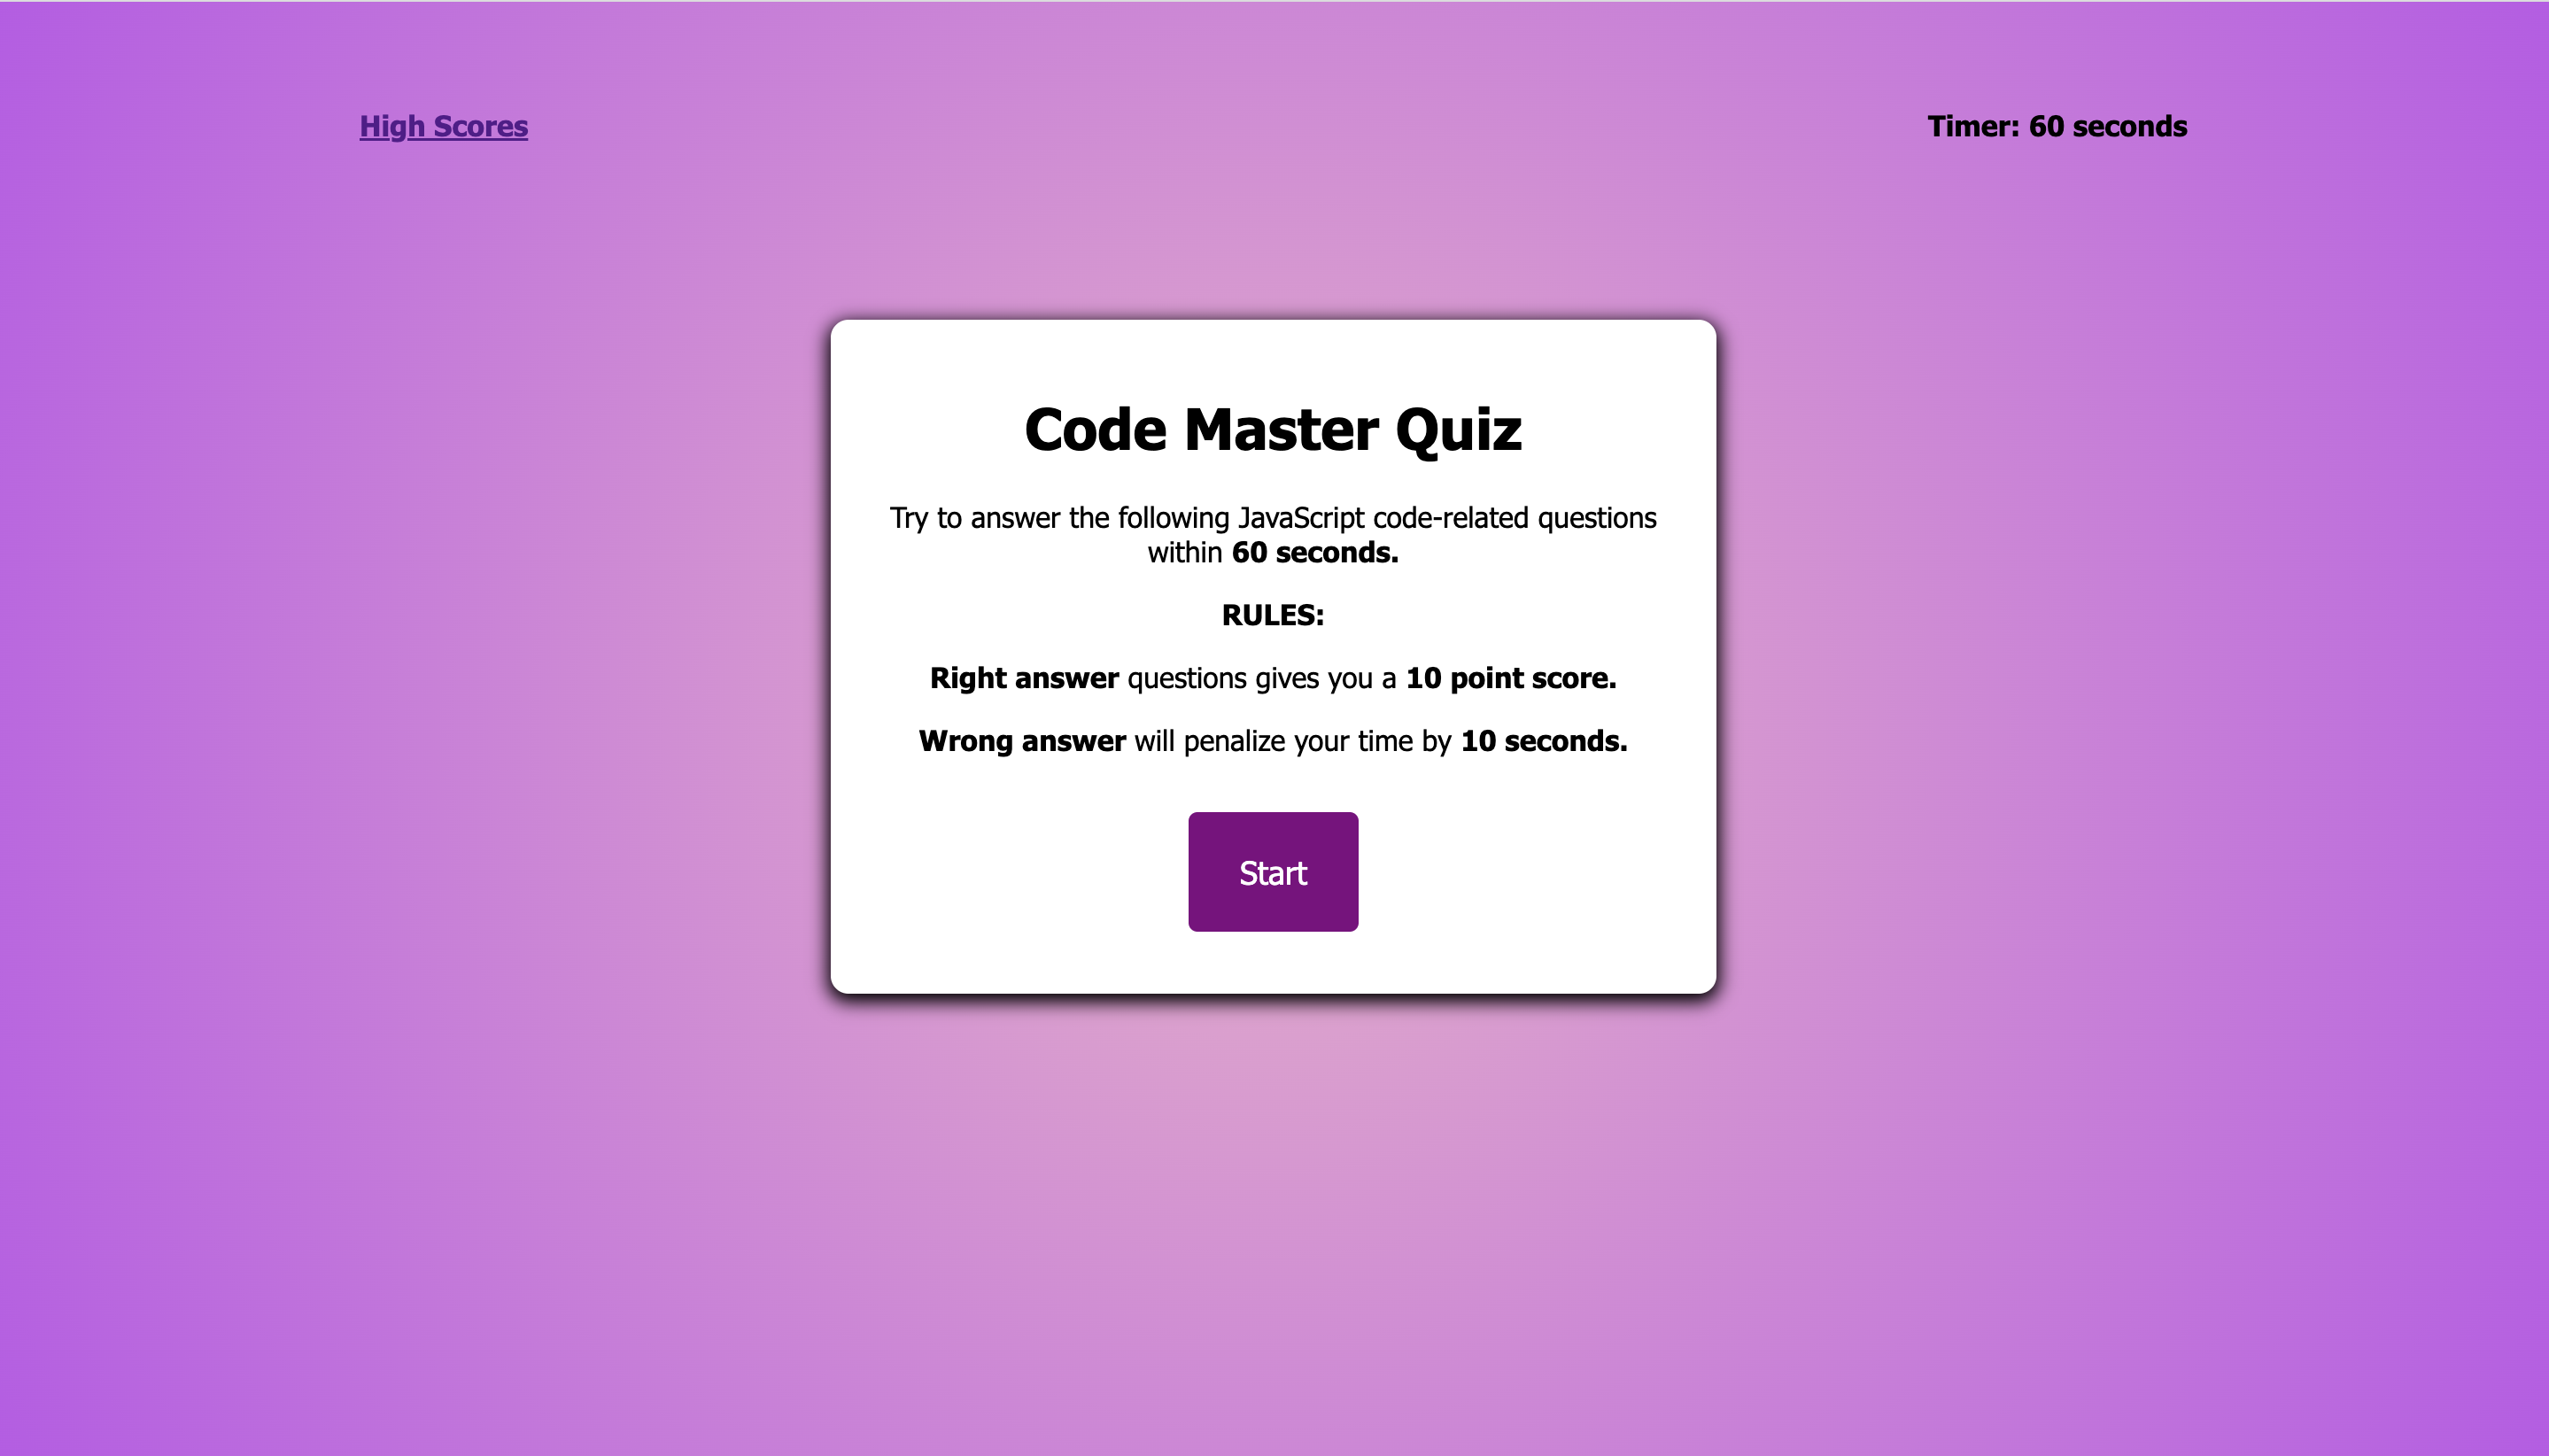 High Scores
Timer: 60 seconds
Code Master Quiz
Try to answer the following JavaScript code-related questions
within 60 seconds.
RULES:
Right answer questions gives you a 10 point score.
Wrong answer will penalize your time by 10 seconds.
Start